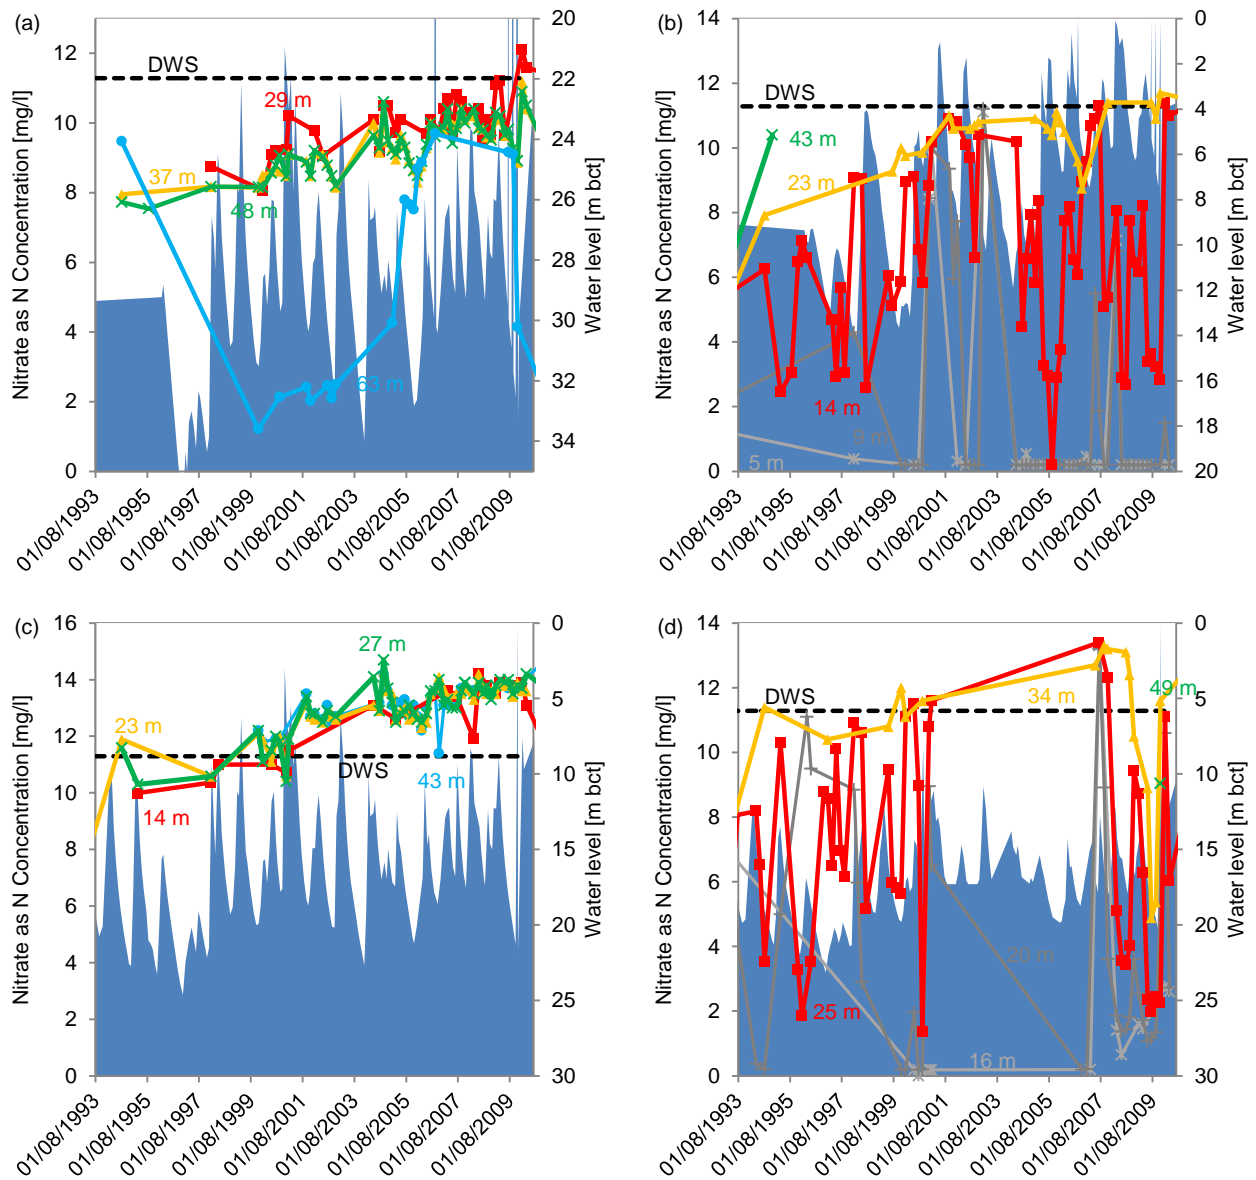 (a)
Nitrate as N Concentration [mg/l]
12
10
8
6
4
2
0
DWS
29 m
37 m
48 m
63 m
20
22
24
26
28
30
32
34
Water level [m bct]
01/08/1993
01/08/1995
01/08/1997
01/08/1999
01/08/2001
01/08/2003
01/08/2005
01/08/2007
01/08/2009
(b)
Nitrate as N Concentration [mg/l]
14
12
10
8
6
4
2
0
DWS
43 m
23 m
14 m
9 m
5 m
0
2
4
6
8
10
12
14
16
18
20
Water level [m bct]
01/08/1993
01/08/1995
01/08/1997
01/08/1999
01/08/2001
01/08/2003
01/08/2005
01/08/2007
01/08/2009
(c)
Nitrate as N Concentration [mg/l]
16
14
12
10
8
6
4
2
0
27 m
23 m
DWS
43 m
14 m
0
5
10
15
20
25
30
Water level [m bct]
01/08/1993
01/08/1995
01/08/1997
01/08/1999
01/08/2001
01/08/2003
01/08/2005
01/08/2007
01/08/2009
(d)
Nitrate as N Concentration [mg/l]
14
12
10
8
6
4
2
0
DWS
34 m
49 m
20 m
25 m
16 m
0
5
10
15
20
25
30
Water level [m bct]
01/08/1993
01/08/1995
01/08/1997
01/08/1999
01/08/2001
01/08/2003
01/08/2005
01/08/2007
01/08/2009